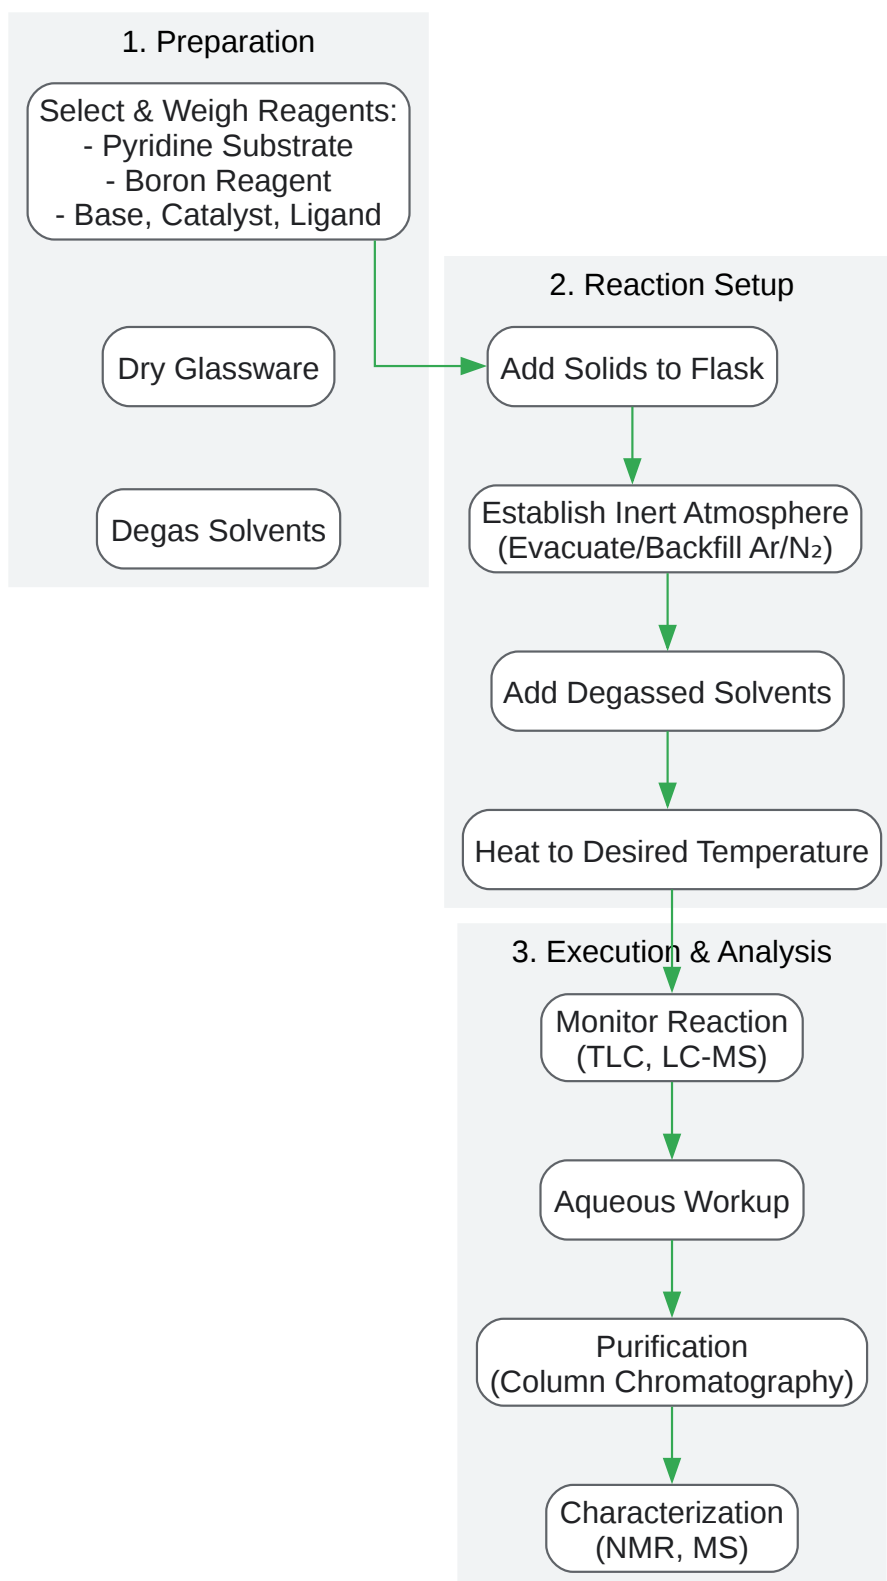 1. Preparation
Select & Weigh Reagents:
- Pyridine Substrate
- Boron Reagent
- Base, Catalyst, Ligand
Dry Glassware
Degas Solvents
2. Reaction Setup
Add Solids to Flask
Establish Inert Atmosphere
(Evacuate/Backfill Ar/N₂)
Add Degassed Solvents
Heat to Desired Temperature
3. Execution & Analysis
Monitor Reaction
(TLC, LC-MS)
Aqueous Workup
Purification
(Column Chromatography)
Characterization
(NMR, MS)